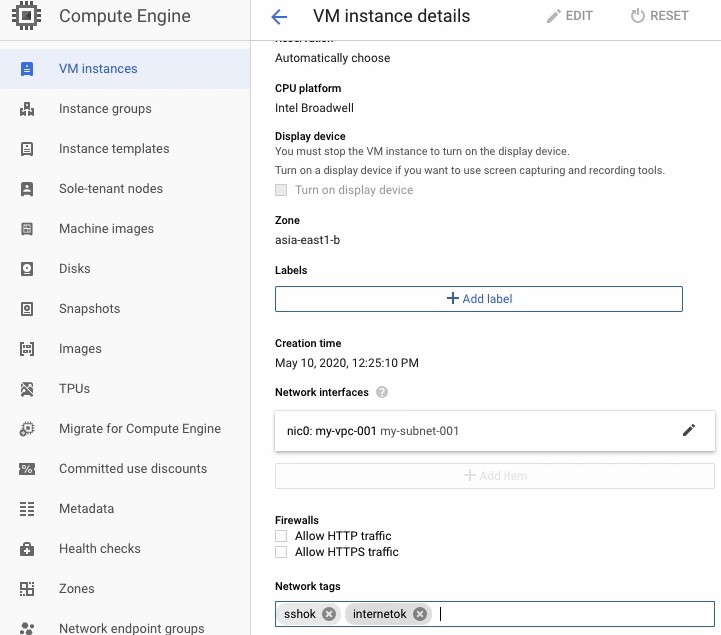 Compute Engine
VM instances
Instance groups
Instance templates
Sole-tenant nodes
Machine images
Disks
Snapshots
Images
TPUs
Migrate for Compute Engine
Committed use discounts
Metadata
Health checks
Zones
Network endpoint groups
VM instance details
EDIT
RESET
Reservation
Automatically choose
CPU platform
Intel Broadwell
Display device
You must stop the VM instance to turn on the display device.
Turn on a display device if you want to use screen capturing and recording tools.
Turn on display device
Zone
asia-east1-b
Labels
+ Add label
Creation time
May 10, 2020, 12:25:10 PM
Network interfaces ?
nic0: my-vpc-001 my-subnet-001
+ Add item
Firewalls
Allow HTTP traffic
Allow HTTPS traffic
Network tags
sshok internetok